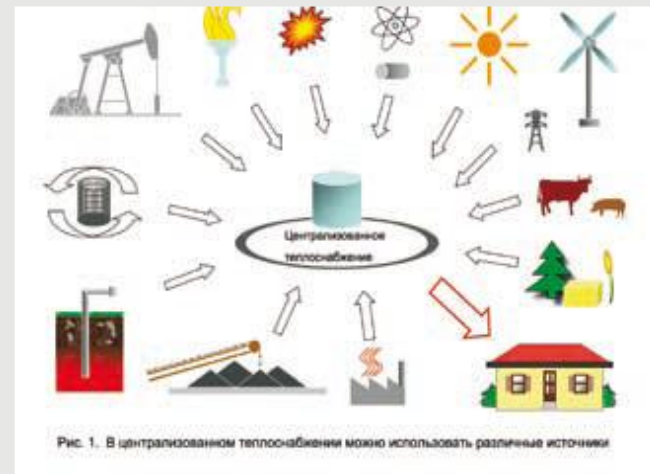 Централизованное
теплоснабжение
Рис. 1. В централизованном теплоснабжении можно использовать различные источники